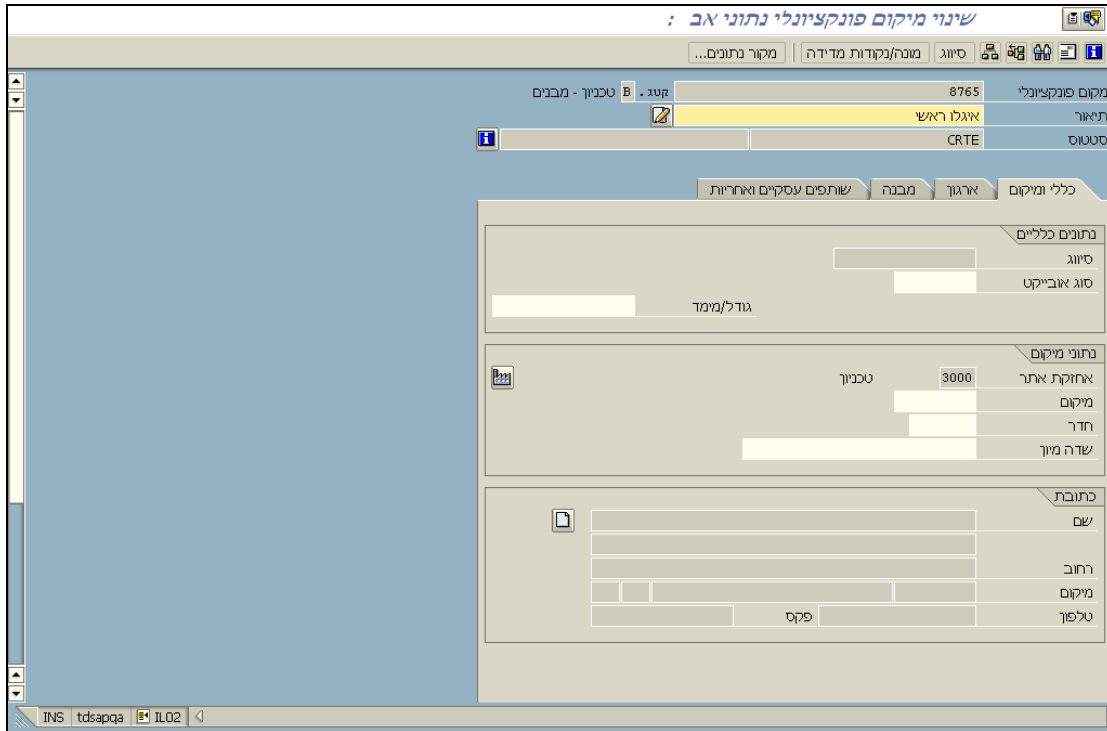 שינוי מיקום פונקציונלי נתוני אב :
סיווג מונה/נקודות מדידה מקור נתונים...
מקום פונקציונלי 8765 קטג. B טכניון - מבנים
תיאור איגלו ראשי
סטטוס CRTE
כללי ומיקום ארגון מבנה שותפים עסקיים ואחריות
נתונים כלליים
סיווג
סוג אובייקט
גודל/מימד
נתוני מיקום
אחזקת אתר 3000 טכניון
מיקום
חדר
שדה מיון
כתובת
שם
רחוב
מיקום
טלפון פקס
INS tdsapqa IL02